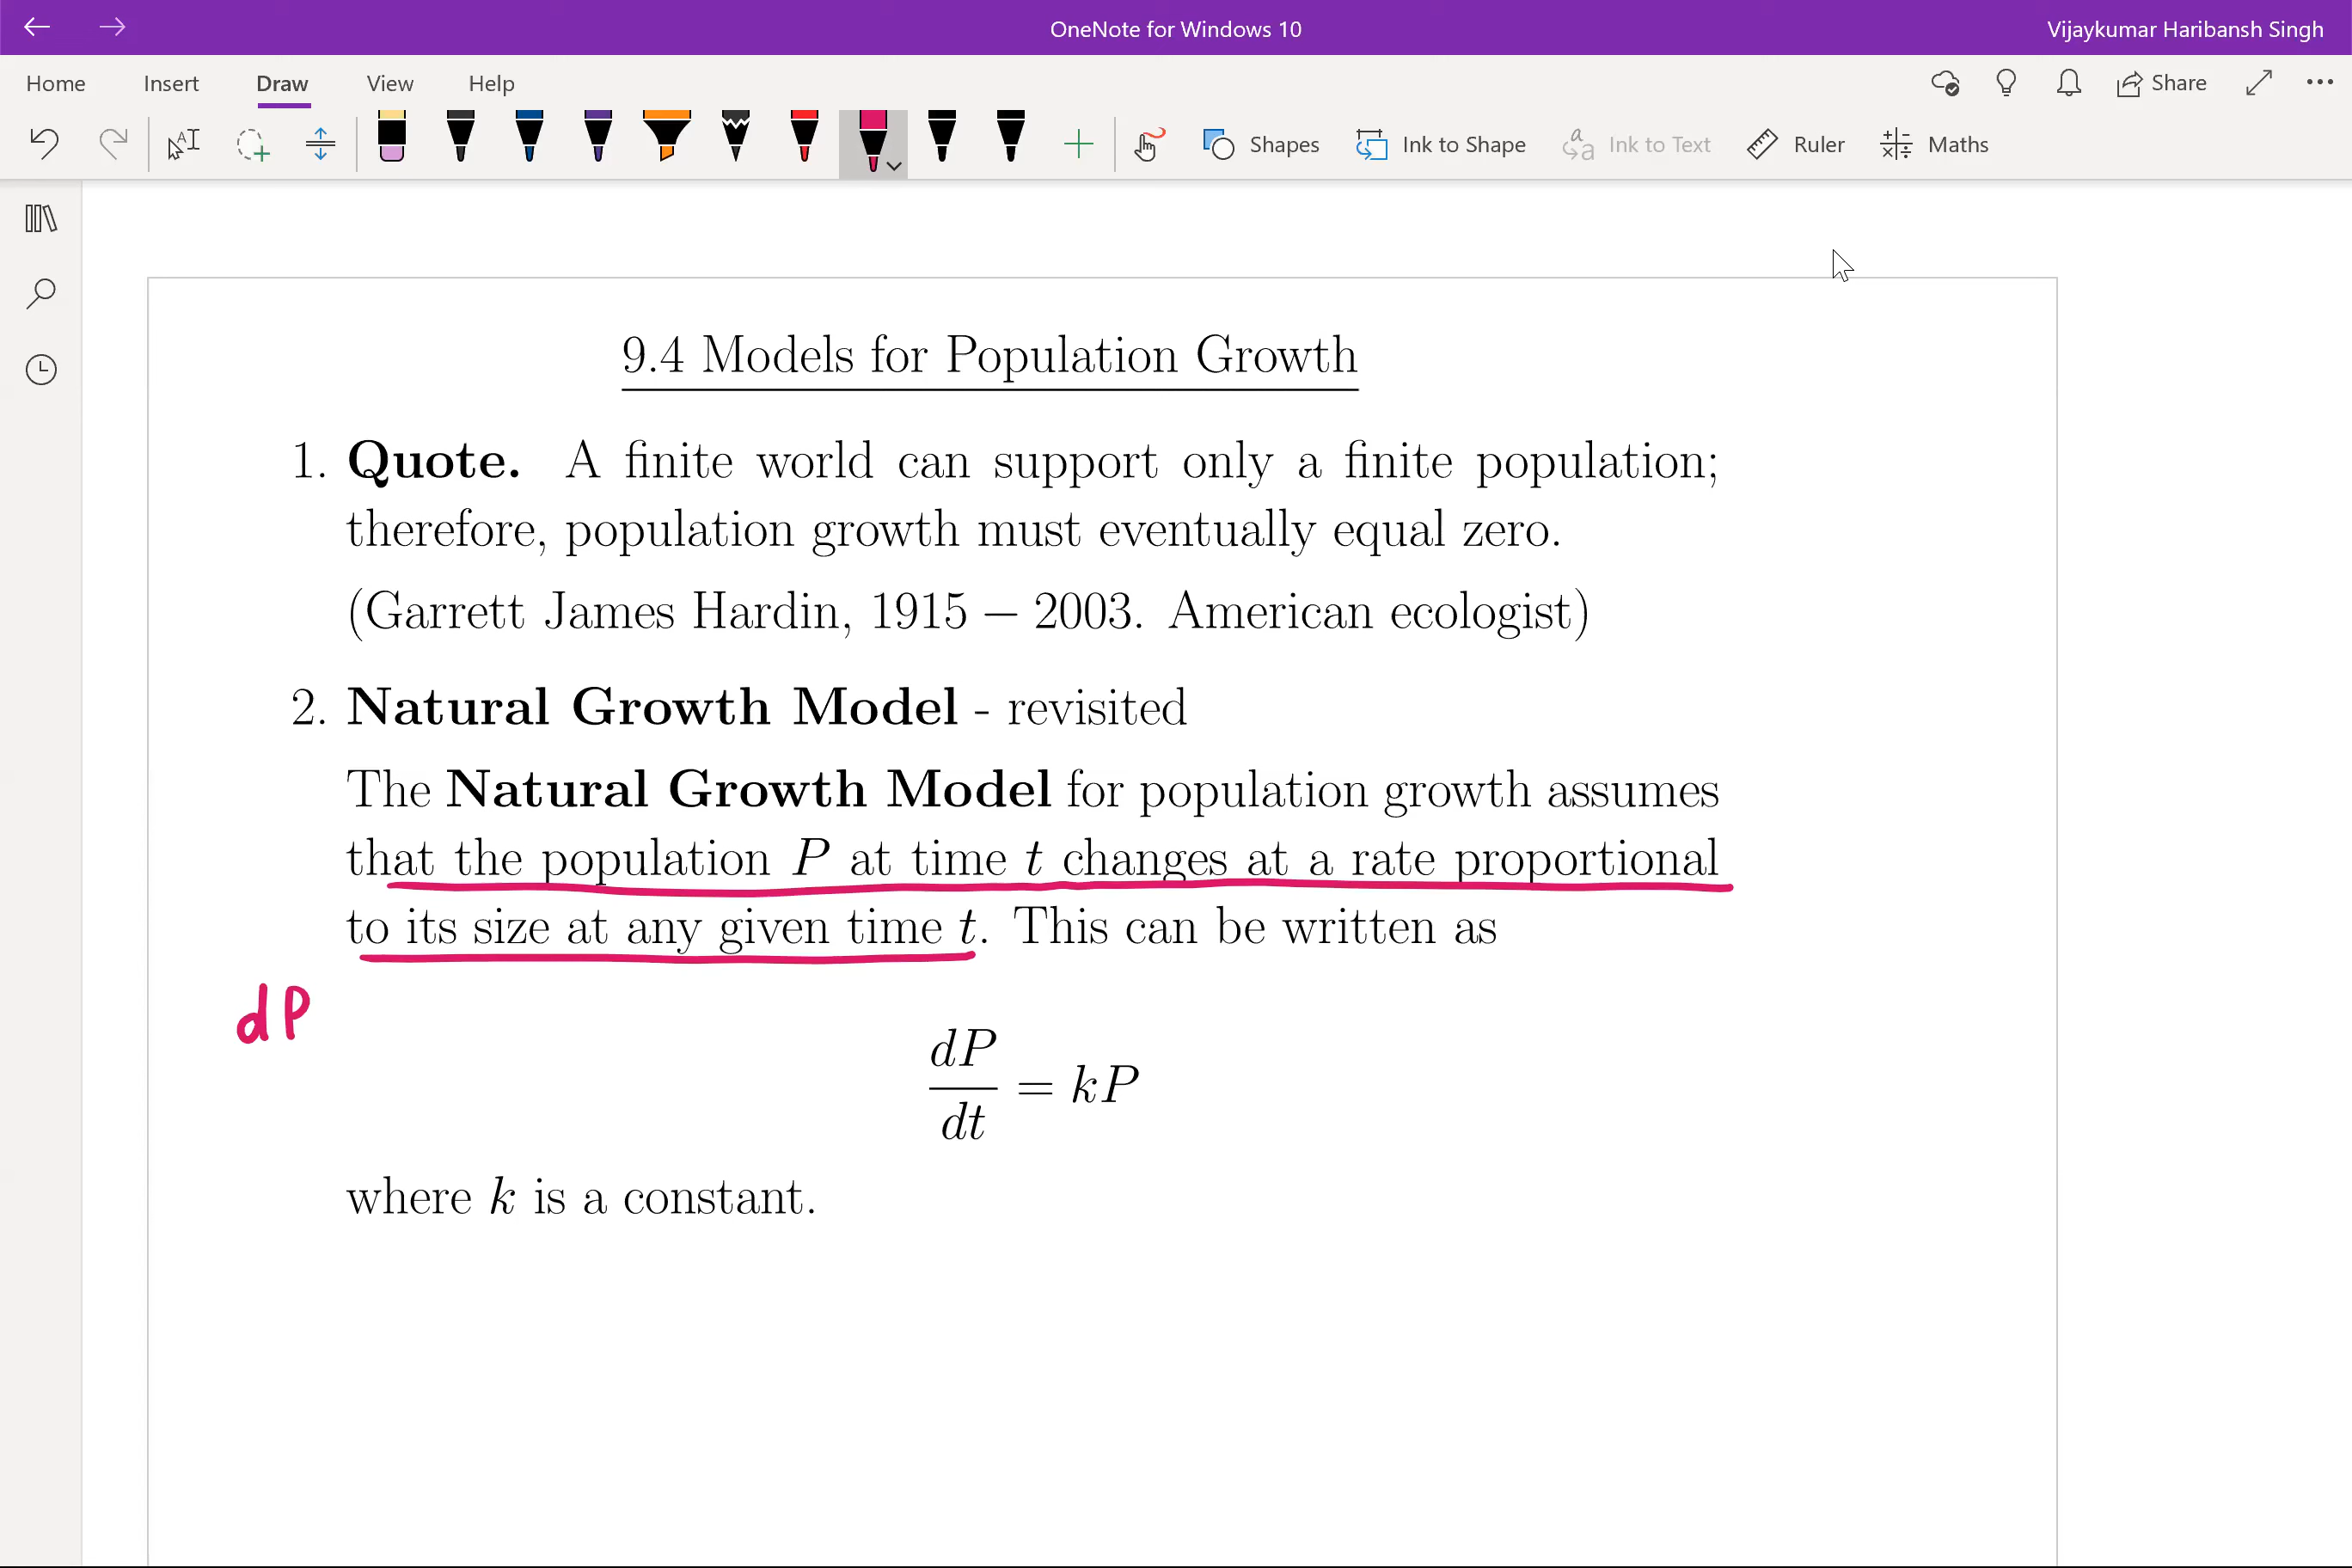 OneNote for Windows 10
Vijaykumar Haribansh Singh
Home Insert Draw View Help
Share
Shapes Ink to Shape Ink to Text Ruler Maths
9.4 Models for Population Growth
1. Quote. A finite world can support only a finite population;
therefore, population growth must eventually equal zero.
(Garrett James Hardin, 1915 – 2003. American ecologist)
2. Natural Growth Model - revisited
The Natural Growth Model for population growth assumes
that the population P at time t changes at a rate proportional
to its size at any given time t. This can be written as
dP
dP/dt = kP
where k is a constant.